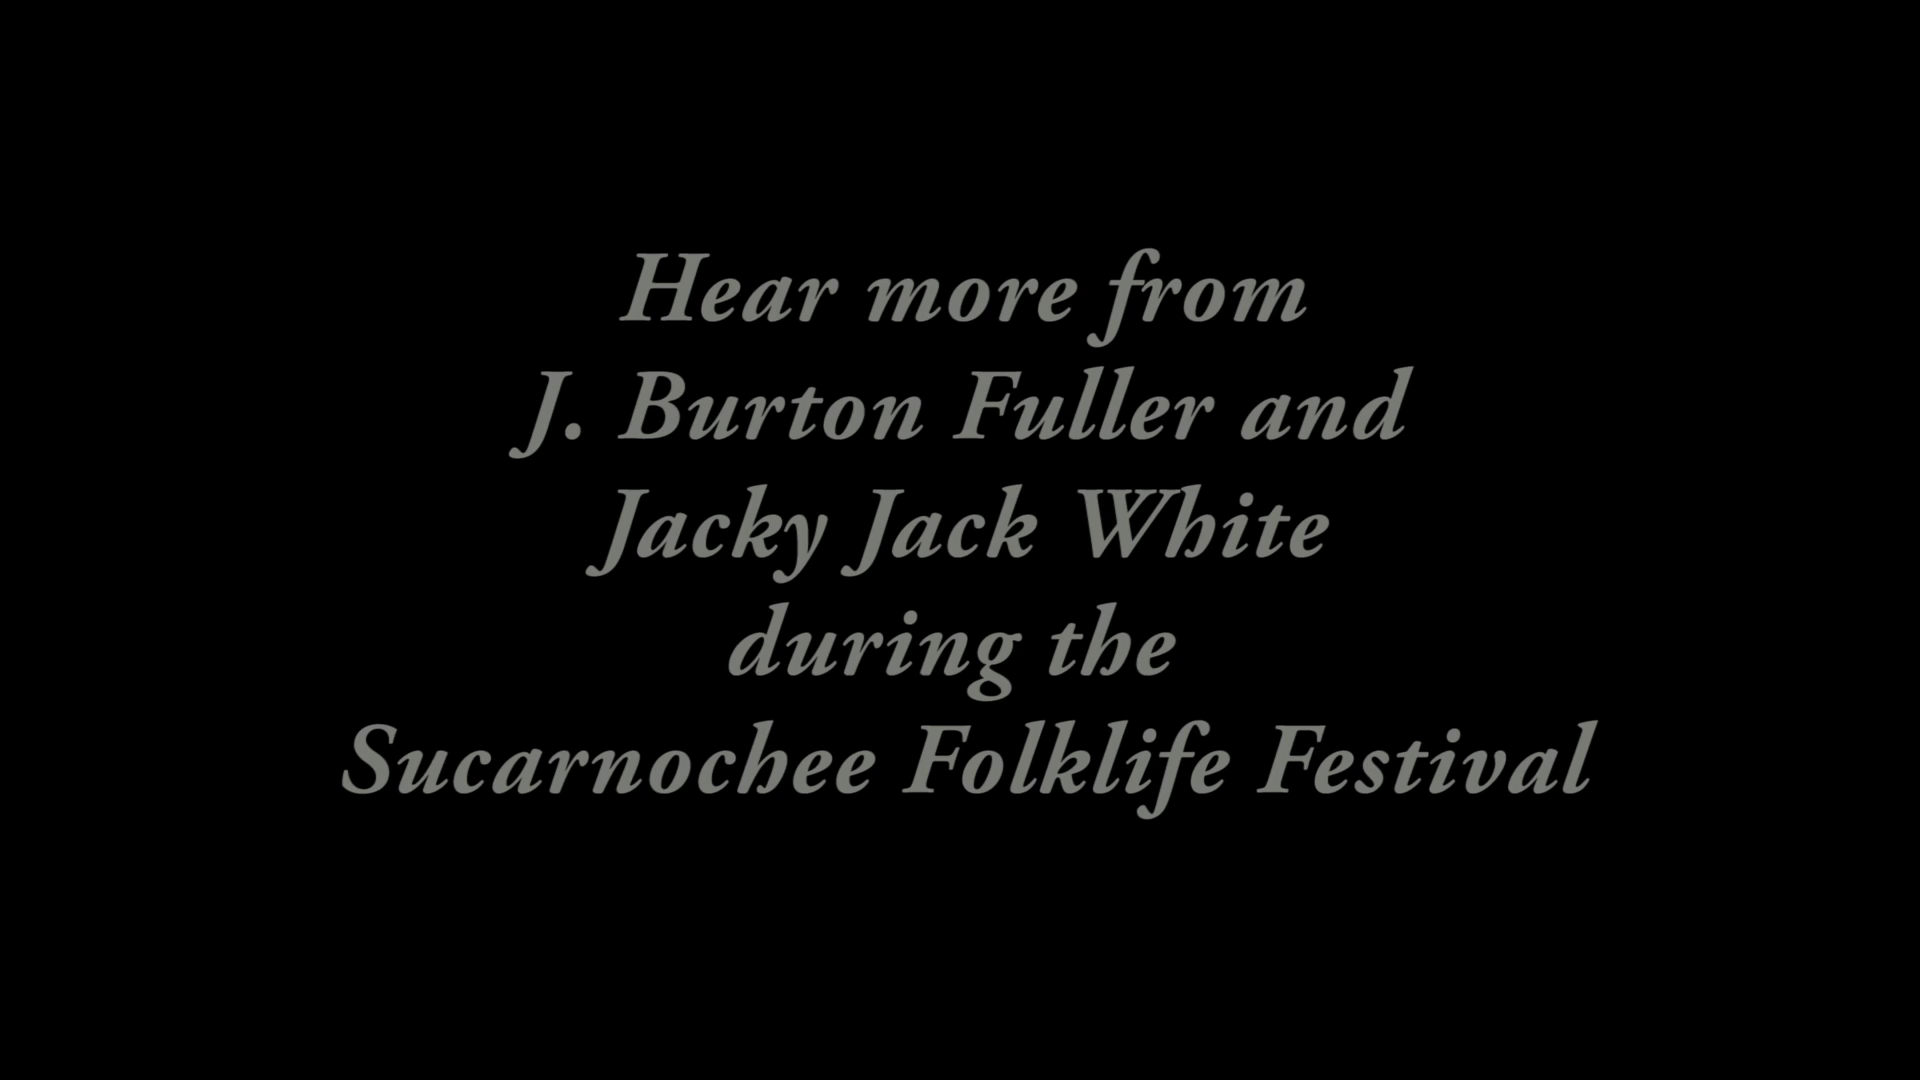 Hear more from
J. Burton Fuller and
Jacky Jack White
during the
Sucarnochee Folklife Festival